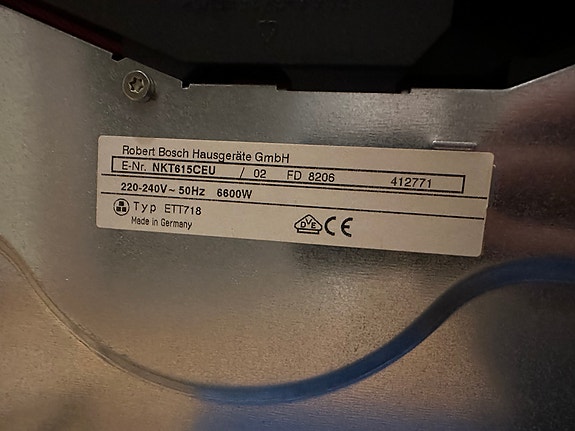 Robert Bosch Hausgeräte GmbH
E-Nr. NKT615CEU / 02 FD 8206 412771
220-240V~ 50Hz 6600W
Typ ETT718
Made in Germany
DVE CE